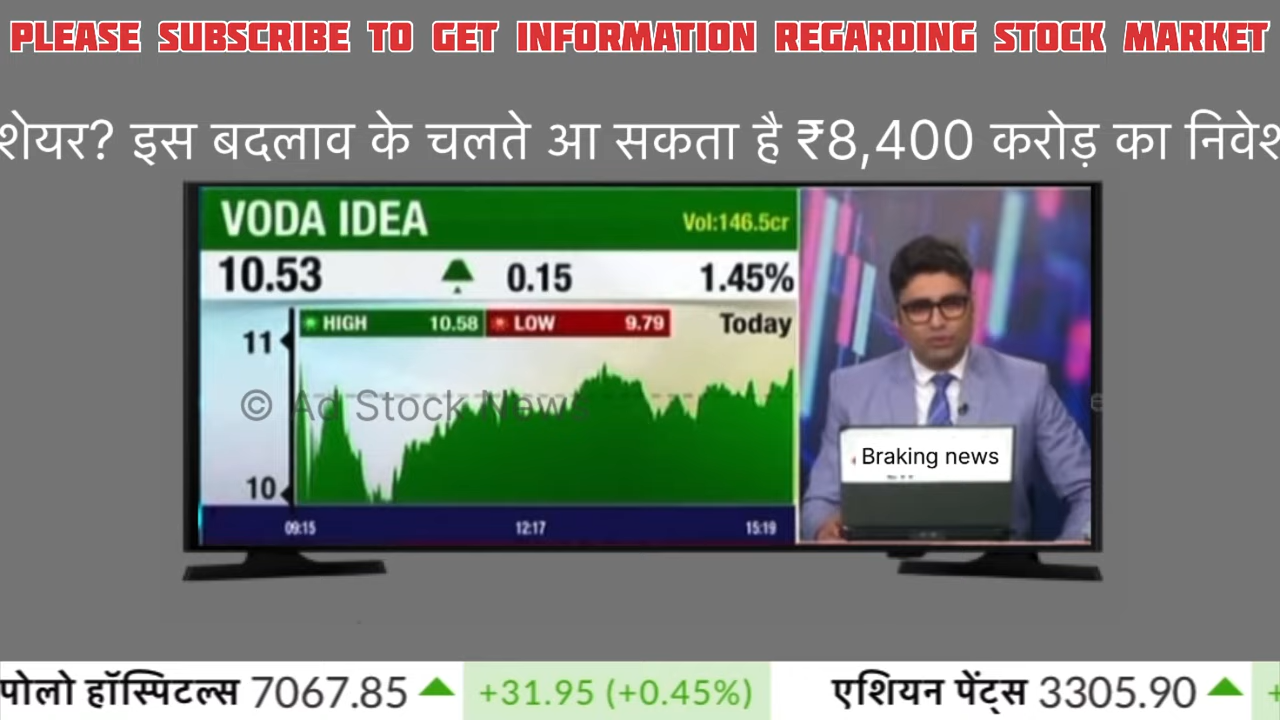 PLEASE SUBSCRIBE TO GET INFORMATION REGARDING STOCK MARKET
शेयर? इस बदलाव के चलते आ सकता है ₹8,400 करोड़ का निवेश
VODA IDEA Vol:146.5cr
10.53 0.15 1.45%
HIGH 10.58 LOW 9.79 Today
11
© Ad Stock News
Braking news
10
09:15 12:17 15:19
पोलो हॉस्पिटल्स 7067.85 +31.95 (+0.45%) एशियन पेंट्स 3305.90 +